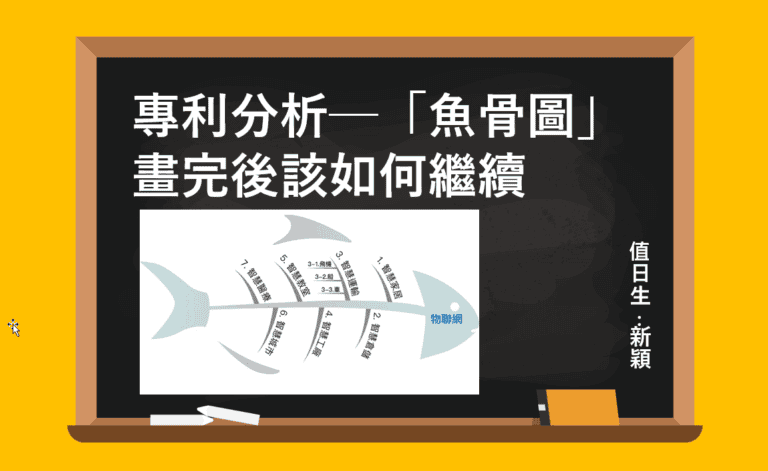 專利分析─「魚骨圖」
畫完後該如何繼續
值日生：新穎
物聯網
1. 智慧家居
2. 智慧倉儲
3. 智慧運輸
3-1.飛機
3-2.船
3-3.車
4. 智慧工廠
5. 智慧教室
6. 智慧城市
7. 智慧醫療